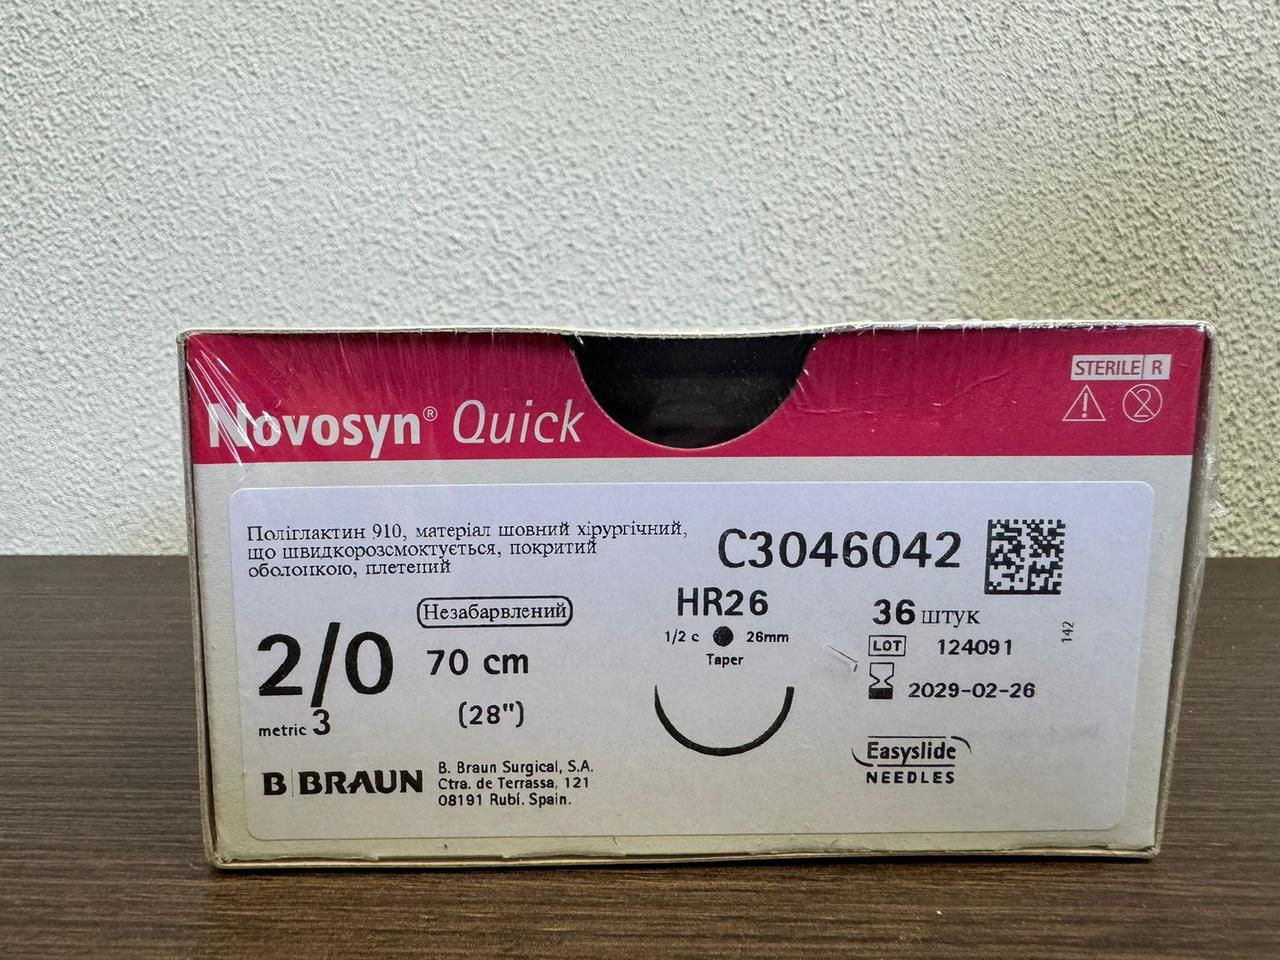 Novosyn® Quick
STERILE R
Поліглактин 910, матеріал шовний хірургічний,
що швидкорозсмоктується, покритий
оболонкою, плетений
C3046042
Незабарвлений
HR26
36 штук
2/0
70 cm
1/2 c 26mm
LOT 124091
142
Taper
2029-02-26
(28")
metric 3
Easyslide
NEEDLES
B|BRAUN
B. Braun Surgical, S.A.
Ctra. de Terrassa, 121
08191 Rubí. Spain.